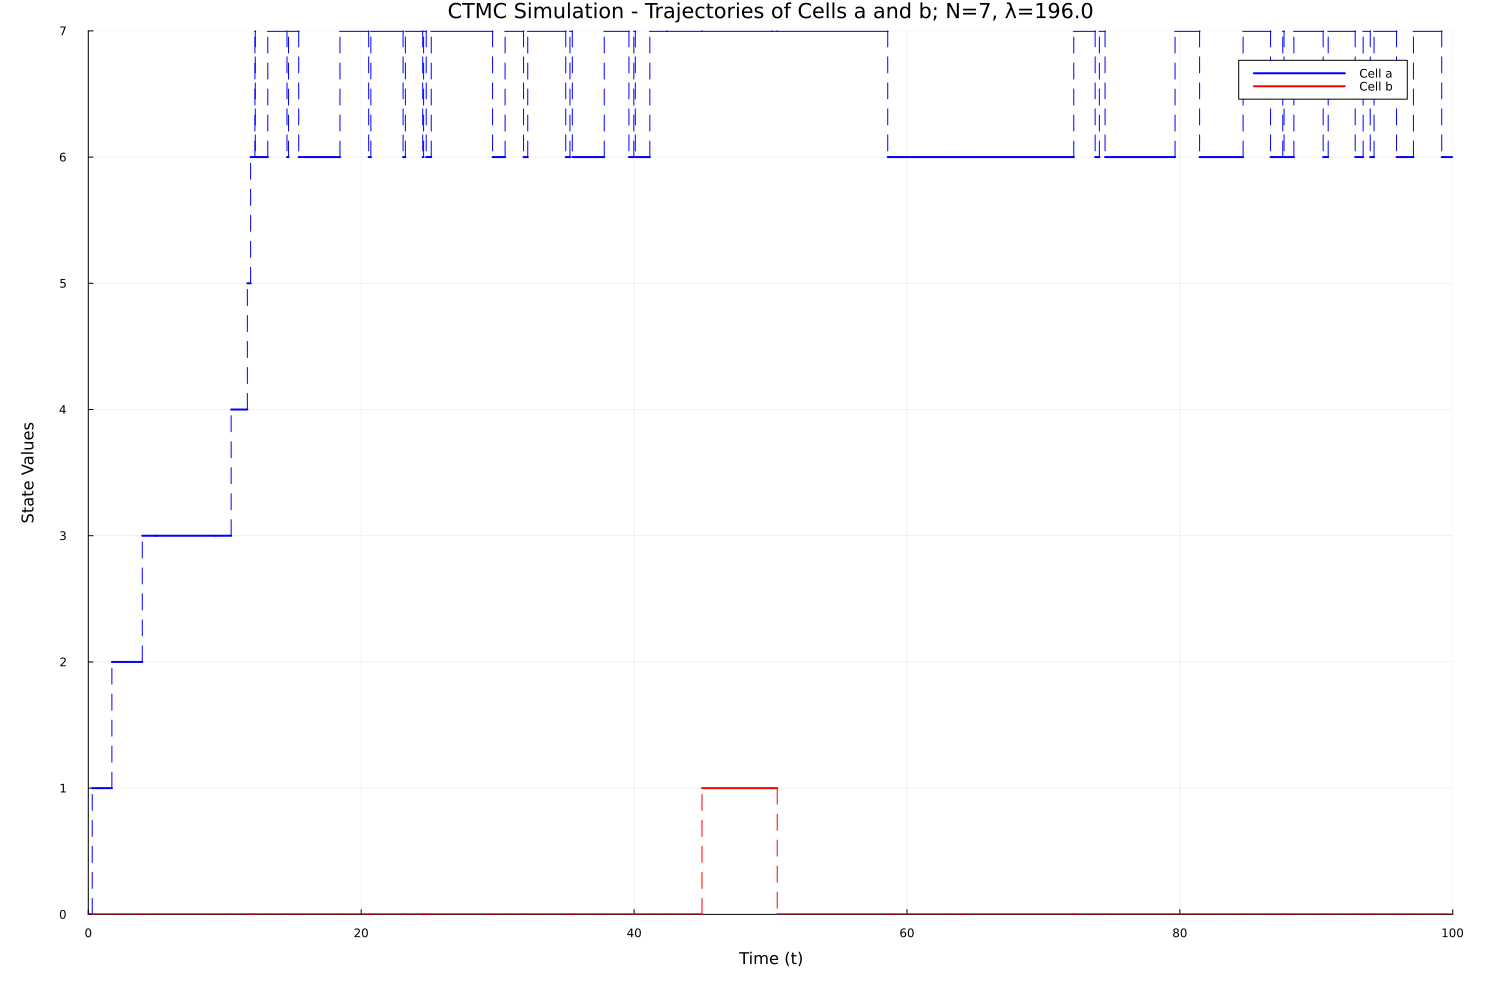 CTMC Simulation - Trajectories of Cells a and b; N=7, λ=196.0
7
Cell a
Cell b
6
5
4
State Values
3
2
1
0
0 20 40 60 80 100
Time (t)